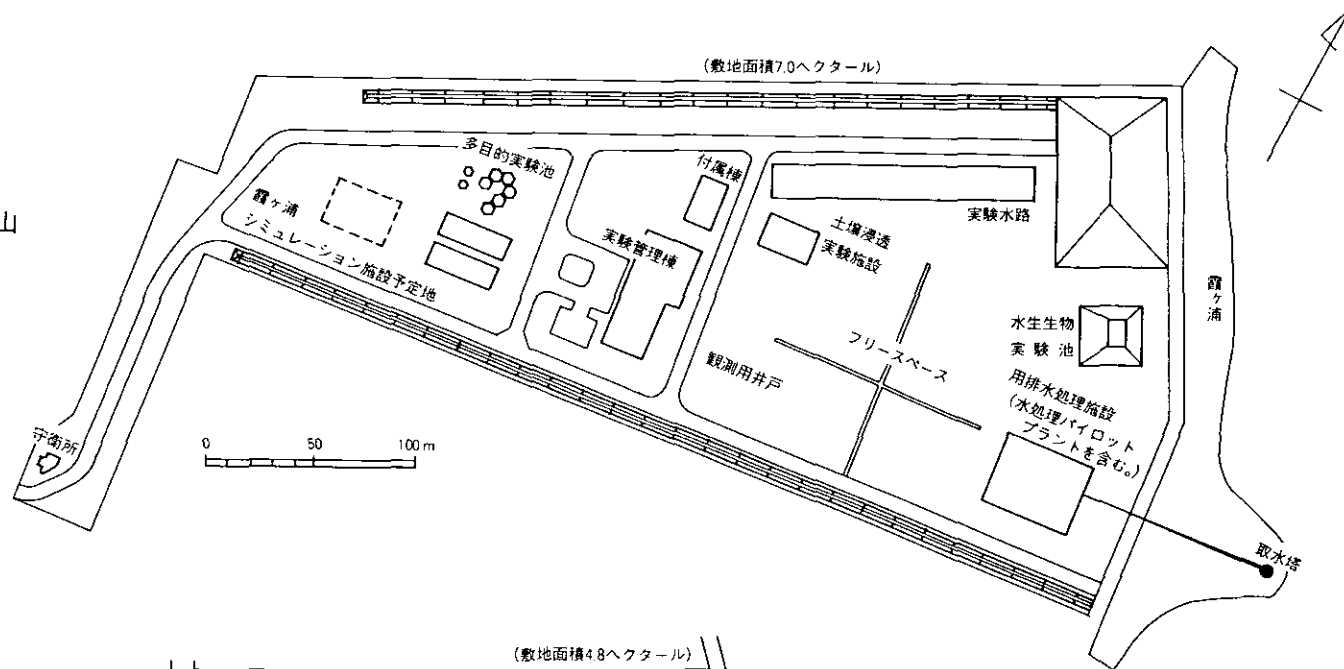 (敷地面積7.0ヘクタール)
山
多目的実験池
付属棟
実験水路
霞ヶ浦
シミュレーション施設予定地
実験管理棟
土壌浸透
実験施設
霞ヶ浦
水生生物
実験池
フリースペース
観測用井戸
用排水処理施設
(水処理パイロット
プラントを含む。)
守衛所
0 50 100m
取水塔
(敷地面積4.8ヘクタール)